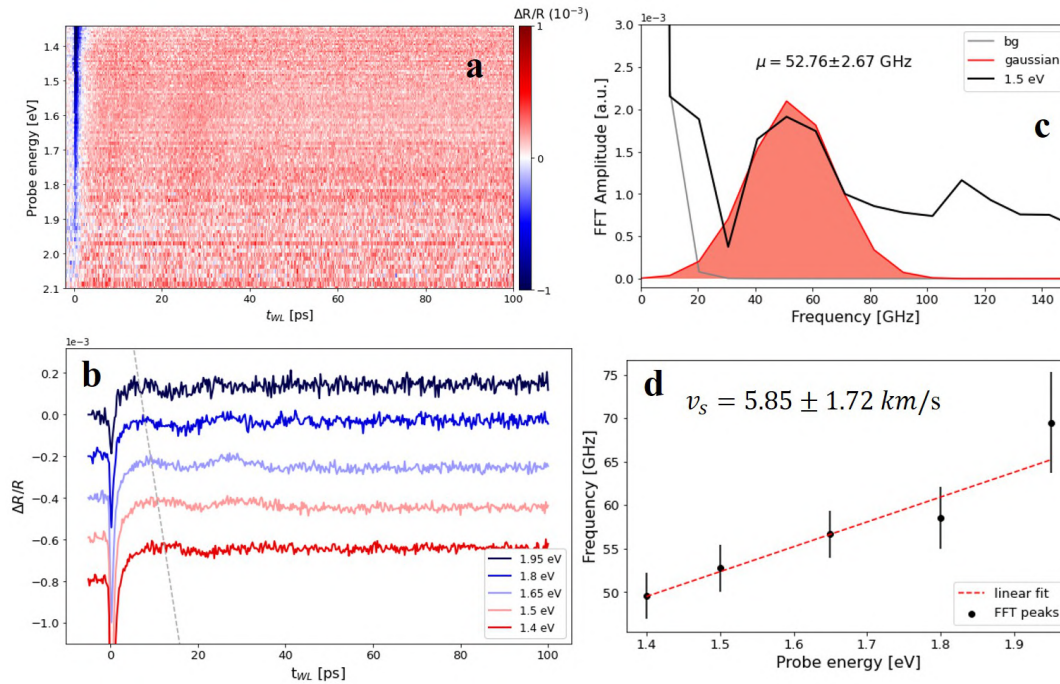 ΔR/R (10⁻³)
a
Probe energy [eV]
1.4
1.5
1.6
1.7
1.8
1.9
2.0
2.1
0 20 40 60 80 100
t_WL [ps]
1
0
−1
1e−3
c
μ = 52.76±2.67 GHz
bg
gaussian
1.5 eV
FFT Amplitude [a.u.]
3.0
2.5
2.0
1.5
1.0
0.5
0.0
0 20 40 60 80 100 120 140
Frequency [GHz]
1e−3
b
ΔR/R
0.2
0.0
−0.2
−0.4
−0.6
−0.8
−1.0
1.95 eV
1.8 eV
1.65 eV
1.5 eV
1.4 eV
0 20 40 60 80 100
t_WL [ps]
d
v_s = 5.85 ± 1.72 km/s
Frequency [GHz]
75
70
65
60
55
50
linear fit
FFT peaks
1.4 1.5 1.6 1.7 1.8 1.9
Probe energy [eV]